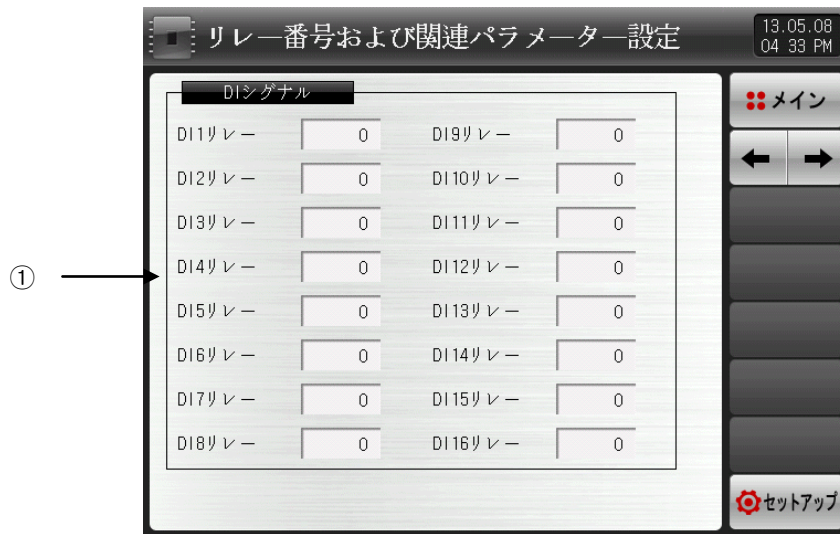 リレー番号および関連パラメーター設定
13.05.08
04 33 PM
DIシグナル
メイン
DI1リレー 0 DI9リレー 0
DI2リレー 0 DI10リレー 0
DI3リレー 0 DI11リレー 0
①
DI4リレー 0 DI12リレー 0
DI5リレー 0 DI13リレー 0
DI6リレー 0 DI14リレー 0
DI7リレー 0 DI15リレー 0
DI8リレー 0 DI16リレー 0
セットアップ